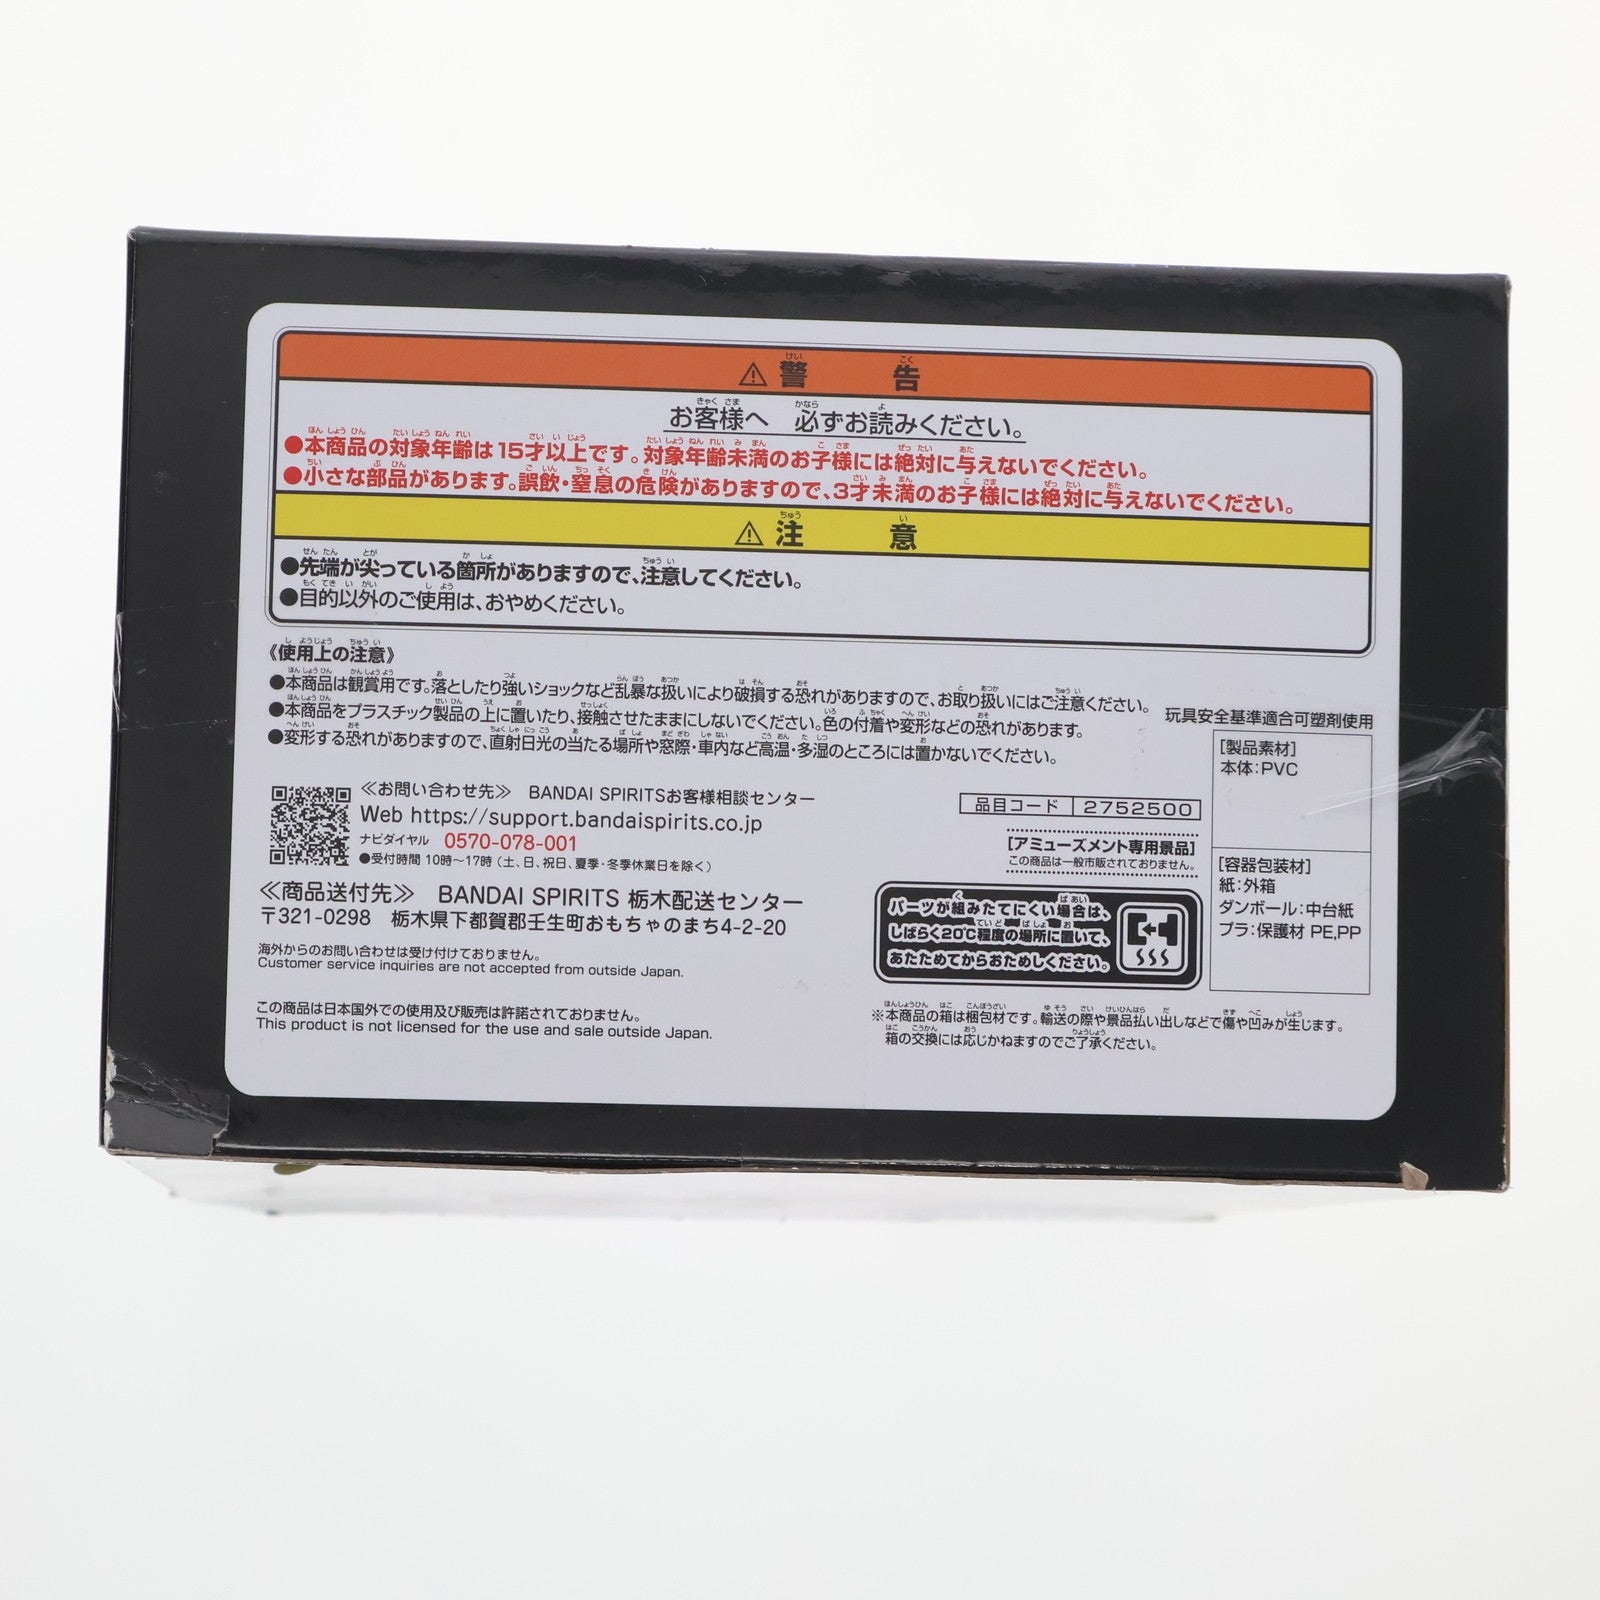 ⚠警告
お客様へ 必ずお読みください。
●本商品の対象年齢は15才以上です。対象年齢未満のお子様には絶対に与えないでください。
●小さな部品があります。誤飲・窒息の危険がありますので、3才未満のお子様には絶対に与えないでください。
⚠注意
●先端が尖っている箇所がありますので、注意してください。
●目的以外のご使用は、おやめください。
《使用上の注意》
●本商品は観賞用です。落としたり強いショックなど乱暴な扱いにより破損する恐れがありますので、お取り扱いにはご注意ください。
●本商品をプラスチック製品の上に置いたり、接触させたままにしないでください。色の付着や変形などの恐れがあります。
●変形する恐れがありますので、直射日光の当たる場所や窓際・車内など高温・多湿のところには置かないでください。
玩具安全基準適合可塑剤使用
[製品素材]
本体:PVC
[容器包装材]
紙:外箱
ダンボール:中台紙
プラ:保護材 PE,PP
≪お問い合わせ先≫ BANDAI SPIRITSお客様相談センター
Web https://support.bandaispirits.co.jp
ナビダイヤル 0570-078-001
●受付時間 10時～17時(土、日、祝日、夏季・冬季休業日を除く)
≪商品送付先≫ BANDAI SPIRITS 栃木配送センター
〒321-0298 栃木県下都賀郡壬生町おもちゃのまち4-2-20
海外からのお問い合わせは受け付けておりません。
Customer service inquiries are not accepted from outside Japan.
この商品は日本国外での使用及び販売は許諾されておりません。
This product is not licensed for the use and sale outside Japan.
品目コード 2752500
[アミューズメント専用景品]
この商品は一般市販されておりません。
パーツが組みたてにくい場合は、
しばらく20℃程度の場所に置いて、
あたためてからおためしください。
※本商品の箱は梱包材です。輸送の際や景品払い出しなどで傷や凹みが生じます。
箱の交換には応じかねますのでご了承ください。